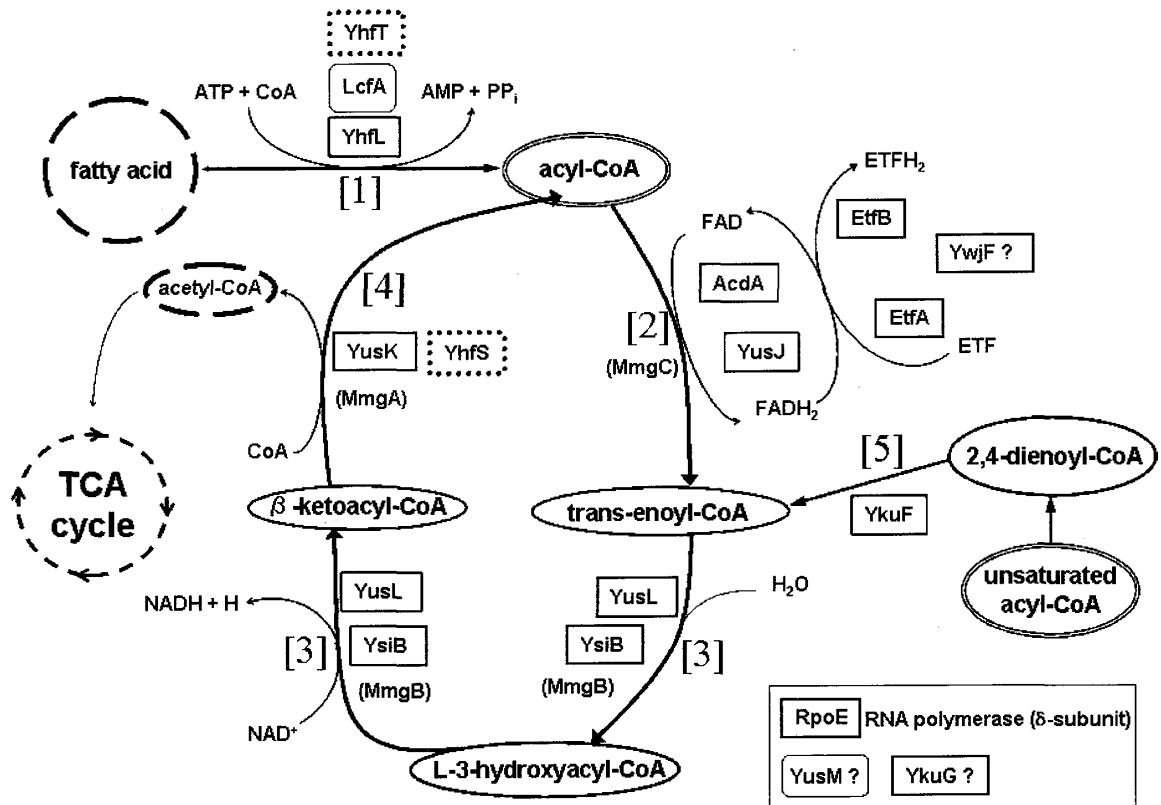 YhfT
LcfA
YhfL
ATP + CoA
AMP + PPi
fatty acid
[1]
acyl-CoA
ETFH2
EtfB
FAD
YwjF ?
AcdA
EtfA
acetyl-CoA
[4]
[2]
YusK
YhfS
YusJ
ETF
(MmgC)
(MmgA)
FADH2
CoA
[5]
2,4-dienoyl-CoA
TCA
cycle
β -ketoacyl-CoA
trans-enoyl-CoA
YkuF
unsaturated
acyl-CoA
NADH + H
YusL
YusL
H2O
YsiB
YsiB
[3]
[3]
(MmgB)
(MmgB)
NAD+
L-3-hydroxyacyl-CoA
RpoE
RNA polymerase (δ-subunit)
YusM ?
YkuG ?